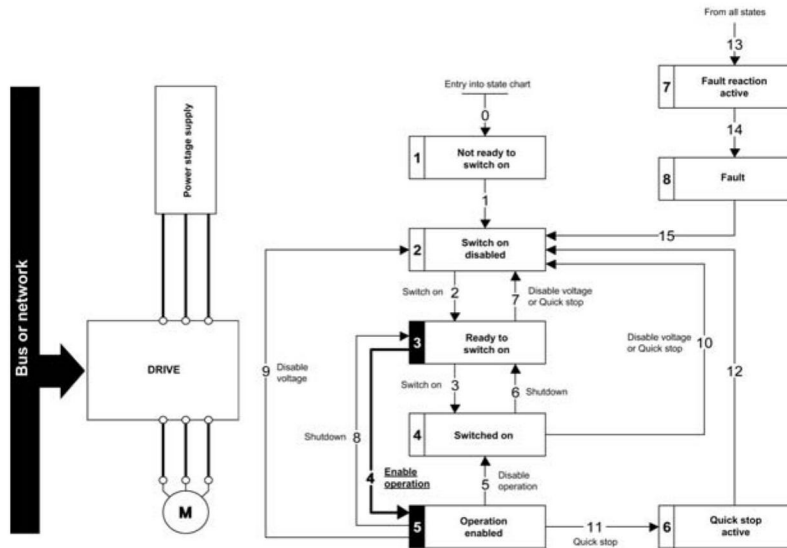 From all states
13
7
Fault reaction
active
14
8
Fault
15
Entry into state chart
0
1
Not ready to
switch on
1
2
Switch on
disabled
Switch on
2
7
Disable voltage
or Quick stop
3
Ready to
switch on
Switch on
3
6
Shutdown
4
Switched on
Disable voltage
or Quick stop
10
12
9
Disable
voltage
Shutdown
8
4
Enable
operation
5
Disable
operation
5
Operation
enabled
11
Quick stop
6
Quick stop
active
Bus or network
Power stage supply
DRIVE
M